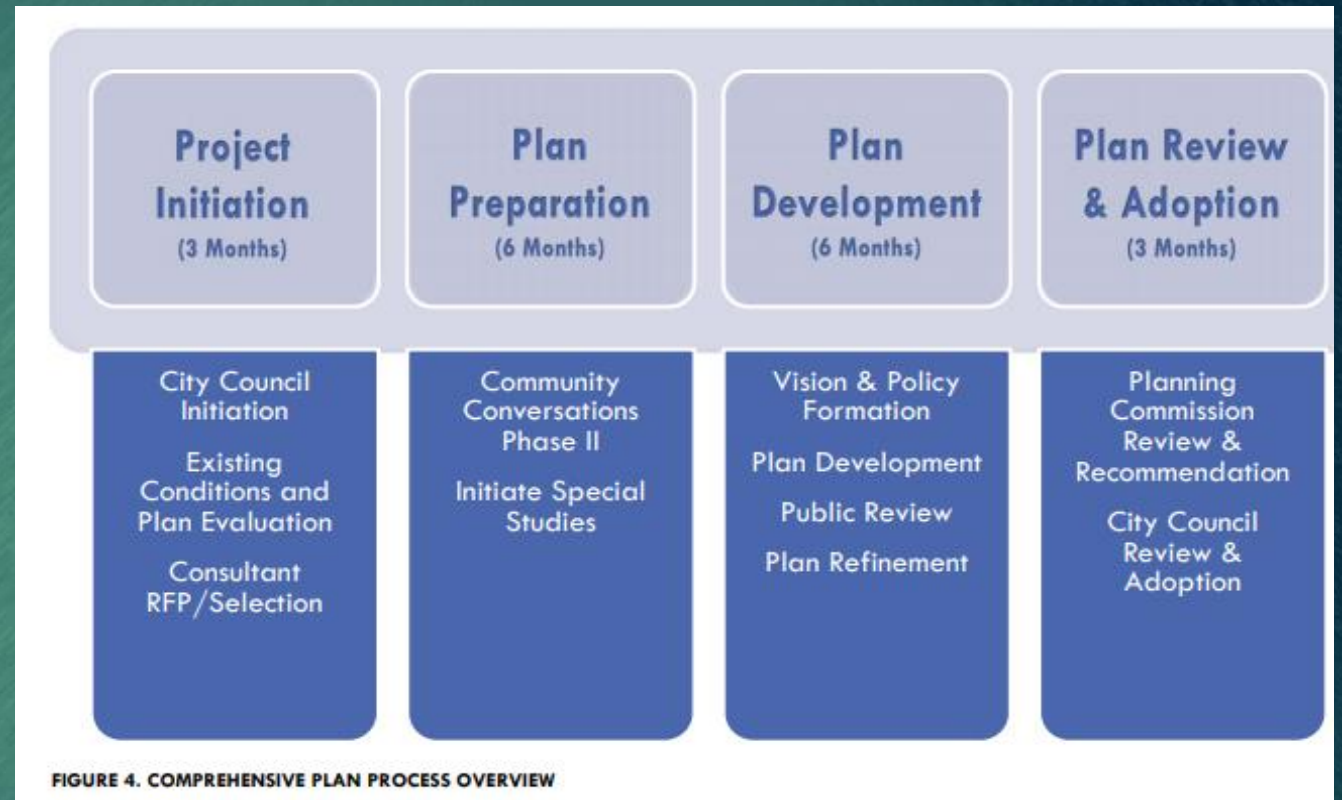 Project
Initiation
(3 Months)
City Council
Initiation
Existing
Conditions and
Plan Evaluation
Consultant
RFP/Selection
Plan
Preparation
(6 Months)
Community
Conversations
Phase II
Initiate Special
Studies
Plan
Development
(6 Months)
Vision & Policy
Formation
Plan Development
Public Review
Plan Refinement
Plan Review
& Adoption
(3 Months)
Planning
Commission
Review &
Recommendation
City Council
Review &
Adoption
FIGURE 4. COMPREHENSIVE PLAN PROCESS OVERVIEW